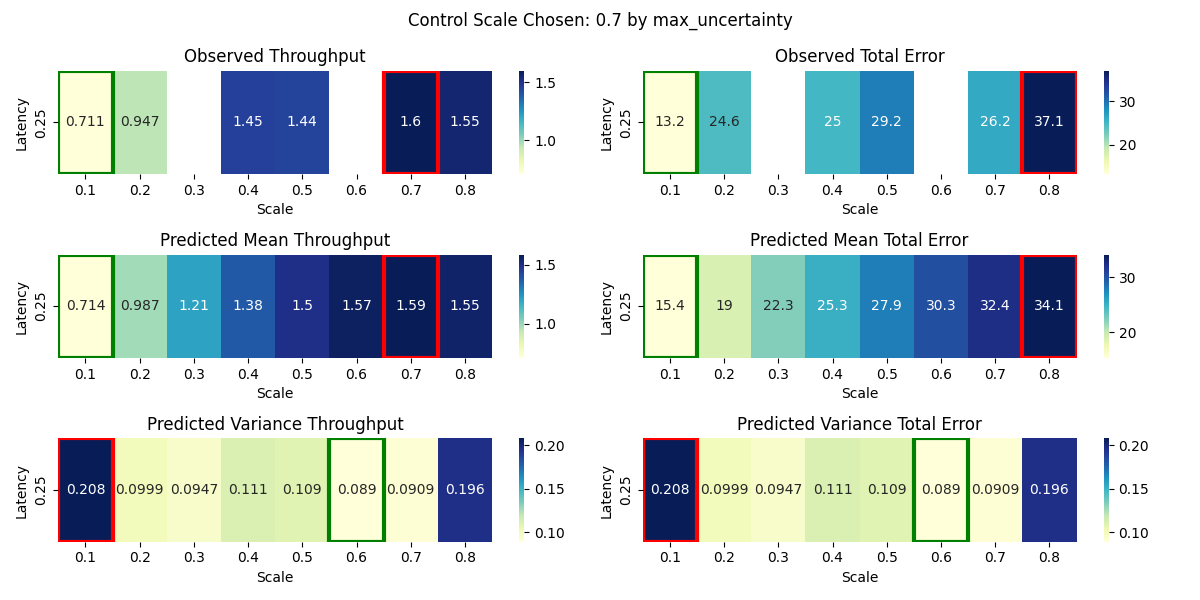 Control Scale Chosen: 0.7 by max_uncertainty
Observed Throughput
Latency
0.25
0.711 0.947 1.45 1.44 1.6 1.55
0.1 0.2 0.3 0.4 0.5 0.6 0.7 0.8
Scale
1.5
1.0
Observed Total Error
Latency
0.25
13.2 24.6 25 29.2 26.2 37.1
0.1 0.2 0.3 0.4 0.5 0.6 0.7 0.8
Scale
30
20
Predicted Mean Throughput
Latency
0.25
0.714 0.987 1.21 1.38 1.5 1.57 1.59 1.55
0.1 0.2 0.3 0.4 0.5 0.6 0.7 0.8
Scale
1.5
1.0
Predicted Mean Total Error
Latency
0.25
15.4 19 22.3 25.3 27.9 30.3 32.4 34.1
0.1 0.2 0.3 0.4 0.5 0.6 0.7 0.8
Scale
30
20
Predicted Variance Throughput
Latency
0.25
0.208 0.0999 0.0947 0.111 0.109 0.089 0.0909 0.196
0.1 0.2 0.3 0.4 0.5 0.6 0.7 0.8
Scale
0.20
0.15
0.10
Predicted Variance Total Error
Latency
0.25
0.208 0.0999 0.0947 0.111 0.109 0.089 0.0909 0.196
0.1 0.2 0.3 0.4 0.5 0.6 0.7 0.8
Scale
0.20
0.15
0.10